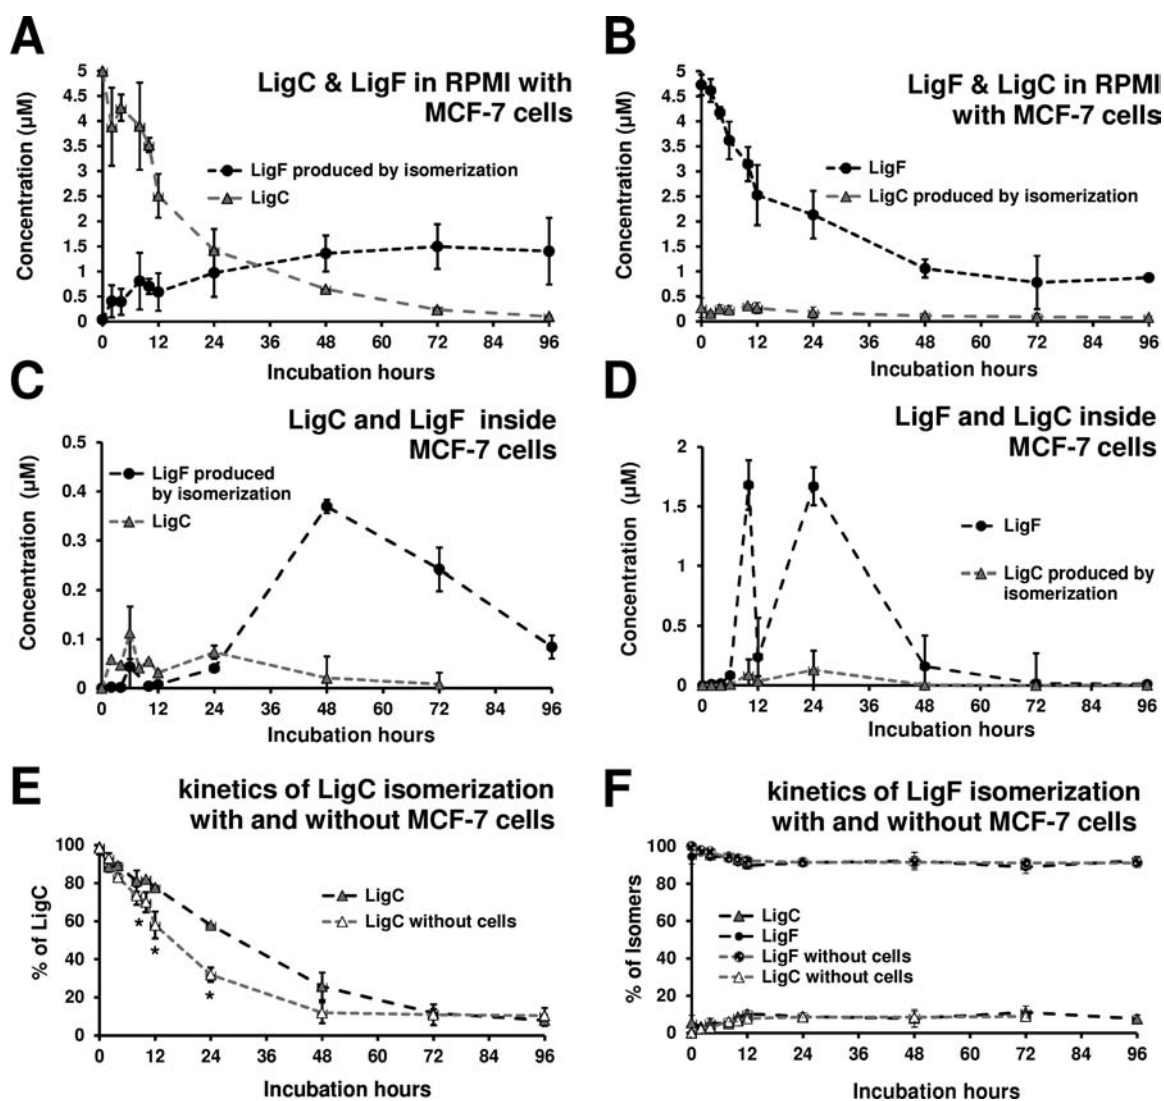 A
LigC & LigF in RPMI with
MCF-7 cells
Concentration (µM)
5
4.5
4
3.5
3
2.5
2
1.5
1
0.5
0
LigF produced by isomerization
LigC
0 12 24 36 48 60 72 84 96
Incubation hours
B
LigF & LigC in RPMI
with MCF-7 cells
Concentration (µM)
5
4.5
4
3.5
3
2.5
2
1.5
1
0.5
0
LigF
LigC produced by isomerization
0 12 24 36 48 60 72 84 96
Incubation hours
C
LigC and LigF inside
MCF-7 cells
Concentration (µM)
0.5
0.4
0.3
0.2
0.1
0
LigF produced
by isomerization
LigC
0 12 24 36 48 60 72 84 96
Incubation hours
D
LigF and LigC inside
MCF-7 cells
Concentration (µM)
2
1.5
1
0.5
0
LigF
LigC produced by
isomerization
0 12 24 36 48 60 72 84 96
Incubation hours
E
kinetics of LigC isomerization
with and without MCF-7 cells
% of LigC
100
80
60
40
20
0
LigC
LigC without cells
*
*
*
0 12 24 36 48 60 72 84 96
Incubation hours
F
kinetics of LigF isomerization
with and without MCF-7 cells
% of Isomers
100
80
60
40
20
0
LigC
LigF
LigF without cells
LigC without cells
0 12 24 36 48 60 72 84 96
Incubation hours